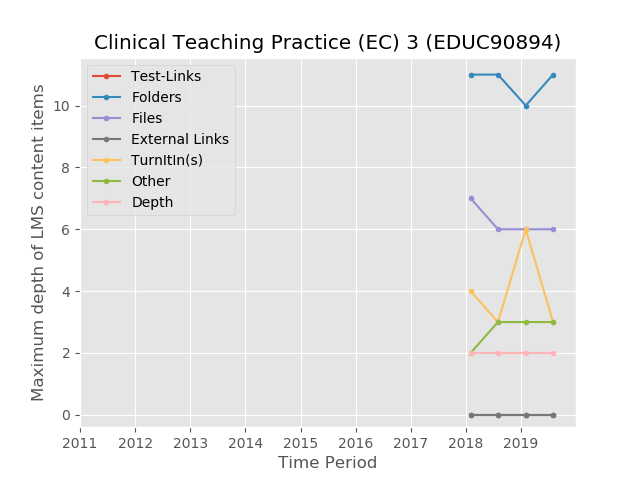 Clinical Teaching Practice (EC) 3 (EDUC90894)
Maximum depth of LMS content items
10
8
6
4
2
0
Test-Links
Folders
Files
External Links
TurnItIn(s)
Other
Depth
2011 2012 2013 2014 2015 2016 2017 2018 2019
Time Period